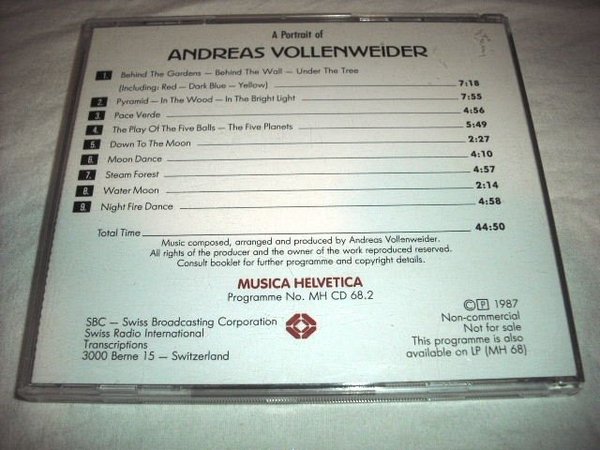 A Portrait of
ANDREAS VOLLENWEIDER
1. Behind The Gardens – Behind The Wall – Under The Tree
(Including: Red – Dark Blue – Yellow) 7:18
2. Pyramid – In The Wood – In The Bright Light 7:55
3. Pace Verde 4:56
4. The Play Of The Five Balls – The Five Planets 5:49
5. Down To The Moon 2:27
6. Moon Dance 4:10
7. Steam Forest 4:57
8. Water Moon 2:14
9. Night Fire Dance 4:58
Total Time 44:50
Music composed, arranged and produced by Andreas Vollenweider.
All rights of the producer and the owner of the work reproduced reserved.
Consult booklet for further programme and copyright details.
MUSICA HELVETICA
Programme No. MH CD 68.2
SBC – Swiss Broadcasting Corporation
Swiss Radio International
Transcriptions
3000 Berne 15 – Switzerland
©℗ 1987
Non-commercial
Not for sale
This programme is also
available on LP (MH 68)